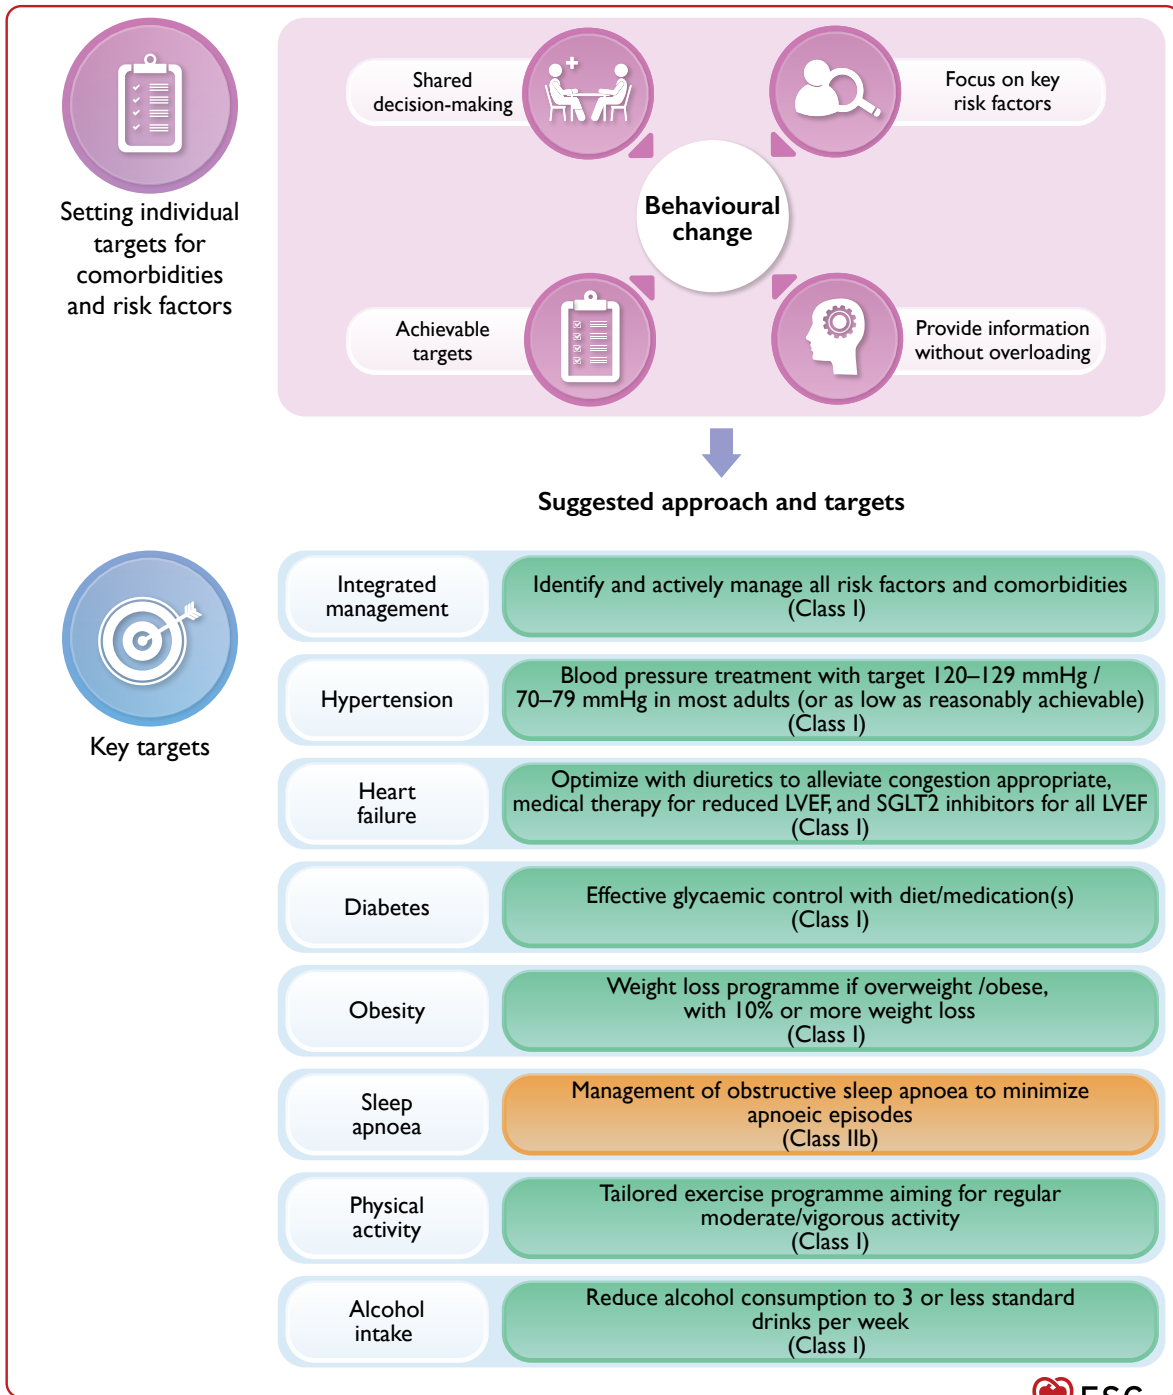 Setting individual
targets for
comorbidities
and risk factors
Shared
decision-making
Focus on key
risk factors
Behavioural
change
Achievable
targets
Provide information
without overloading
Suggested approach and targets
Key targets
Integrated
management
Identify and actively manage all risk factors and comorbidities
(Class I)
Hypertension
Blood pressure treatment with target 120–129 mmHg /
70–79 mmHg in most adults (or as low as reasonably achievable)
(Class I)
Heart
failure
Optimize with diuretics to alleviate congestion appropriate,
medical therapy for reduced LVEF, and SGLT2 inhibitors for all LVEF
(Class I)
Diabetes
Effective glycaemic control with diet/medication(s)
(Class I)
Obesity
Weight loss programme if overweight /obese,
with 10% or more weight loss
(Class I)
Sleep
apnoea
Management of obstructive sleep apnoea to minimize
apnoeic episodes
(Class IIb)
Physical
activity
Tailored exercise programme aiming for regular
moderate/vigorous activity
(Class I)
Alcohol
intake
Reduce alcohol consumption to 3 or less standard
drinks per week
(Class I)
ESC